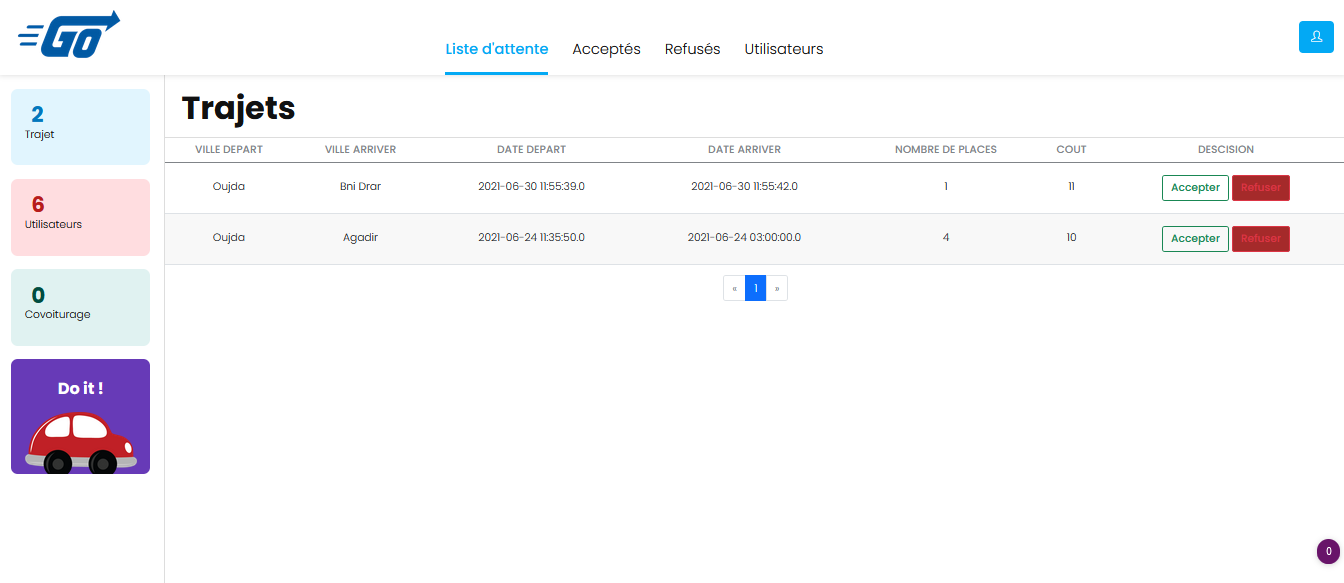 Go
Liste d'attente Acceptés Refusés Utilisateurs
2
Trajet
6
Utilisateurs
0
Covoiturage
Do it !
Trajets
VILLE DEPART VILLE ARRIVER DATE DEPART DATE ARRIVER NOMBRE DE PLACES COUT DESCISION
Oujda Bni Drar 2021-06-30 11:55:39.0 2021-06-30 11:55:42.0 1 11 Accepter Refuser
Oujda Agadir 2021-06-24 11:35:50.0 2021-06-24 03:00:00.0 4 10 Accepter Refuser
« 1 »
0